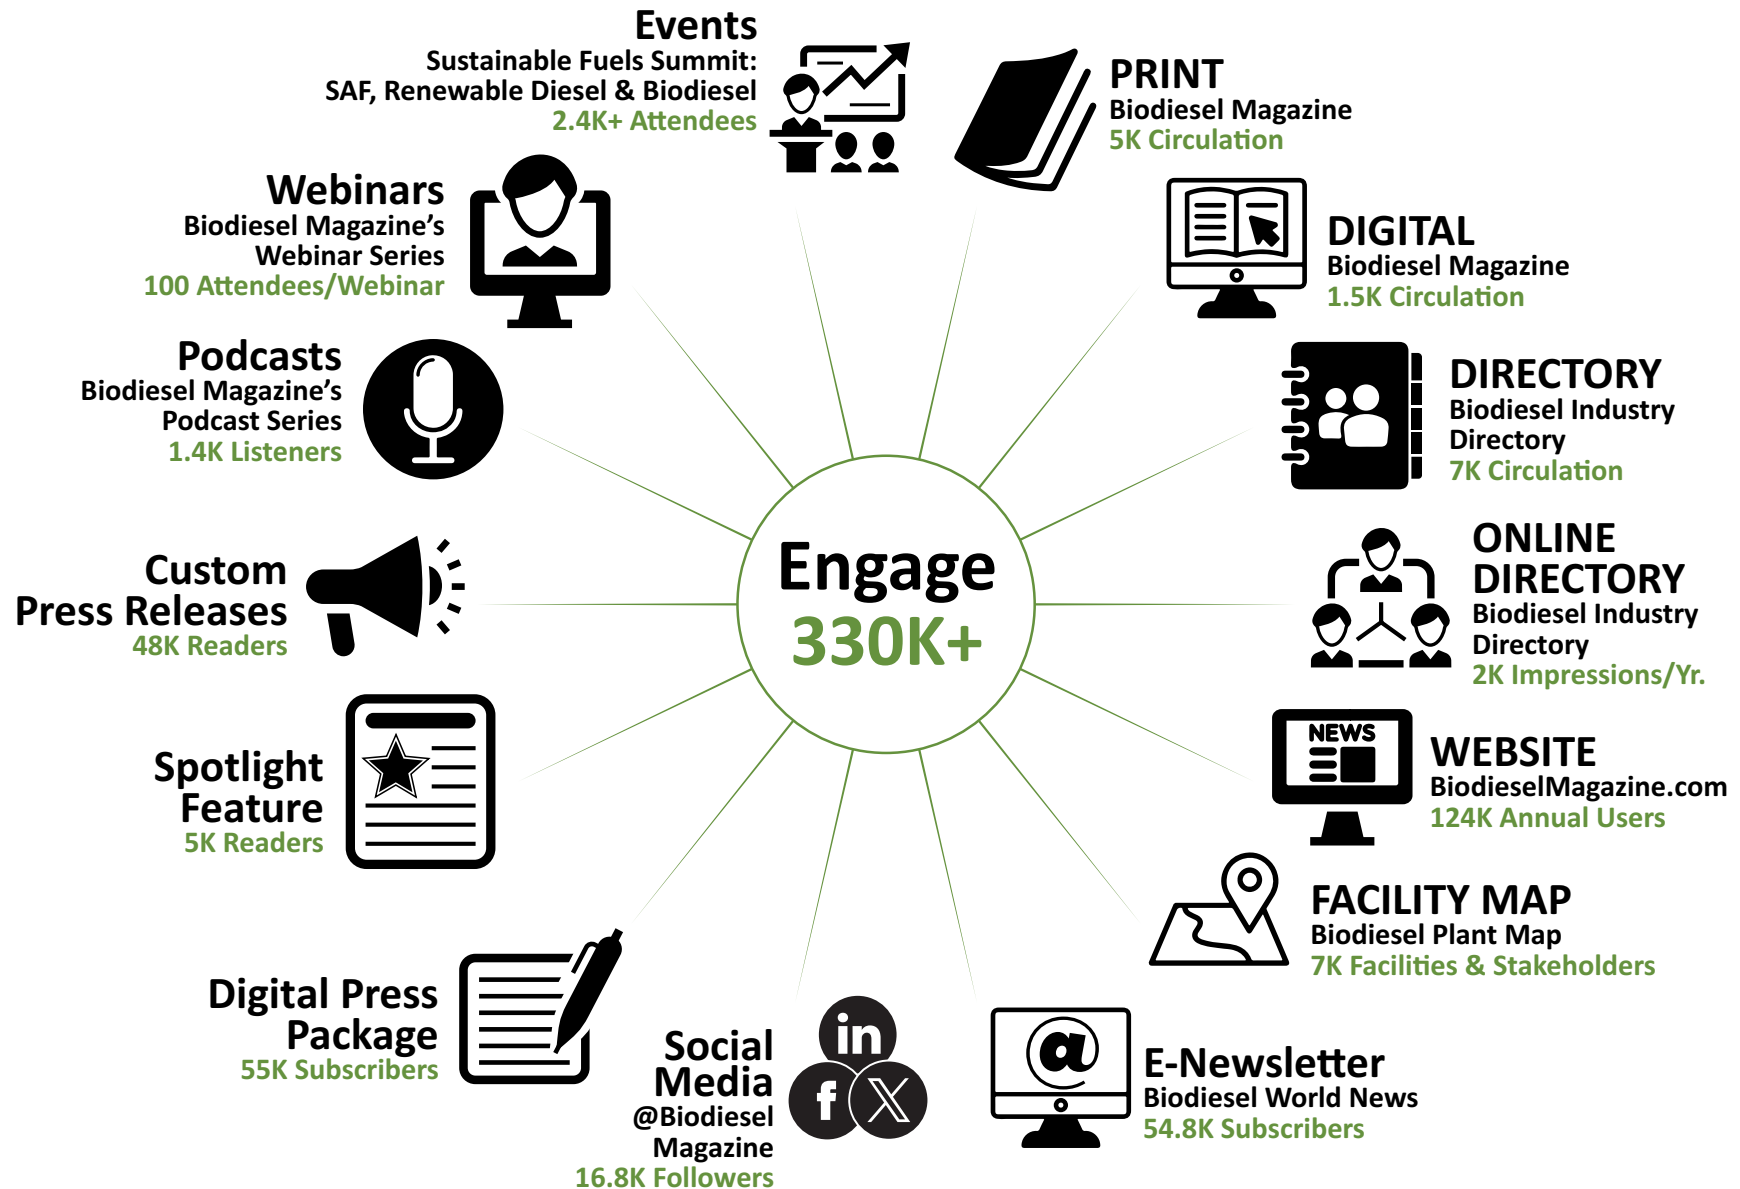 Events
Sustainable Fuels Summit:
SAF, Renewable Diesel & Biodiesel
2.4K+ Attendees
PRINT
Biodiesel Magazine
5K Circulation
Webinars
Biodiesel Magazine’s
Webinar Series
100 Attendees/Webinar
DIGITAL
Biodiesel Magazine
1.5K Circulation
Podcasts
Biodiesel Magazine’s
Podcast Series
1.4K Listeners
DIRECTORY
Biodiesel Industry
Directory
7K Circulation
Engage
330K+
Custom
Press Releases
48K Readers
ONLINE
DIRECTORY
Biodiesel Industry
Directory
2K Impressions/Yr.
Spotlight
Feature
5K Readers
NEWS
WEBSITE
BiodieselMagazine.com
124K Annual Users
FACILITY MAP
Biodiesel Plant Map
7K Facilities & Stakeholders
Digital Press
Package
55K Subscribers
Social
Media
@Biodiesel
Magazine
16.8K Followers
in
f
X
@
E-Newsletter
Biodiesel World News
54.8K Subscribers